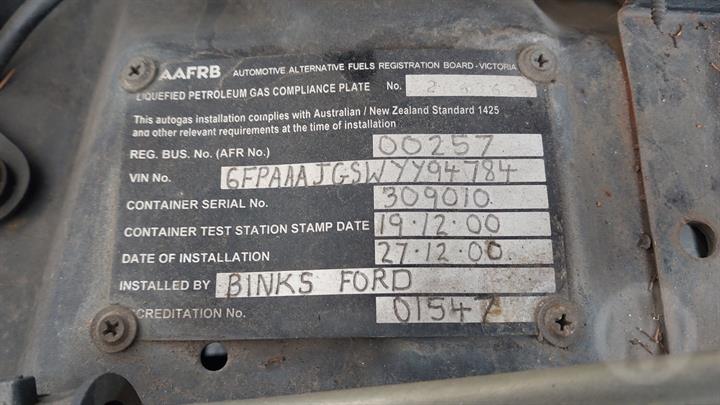 AAFRB AUTOMOTIVE ALTERNATIVE FUELS REGISTRATION BOARD - VICTORIA
LIQUEFIED PETROLEUM GAS COMPLIANCE PLATE No.
This autogas installation complies with Australian / New Zealand Standard 1425
and other relevant requirements at the time of installation
REG. BUS. No. (AFR No.) 00257
VIN No. 6FPAAAJGSWYY94784
CONTAINER SERIAL No. 309010
CONTAINER TEST STATION STAMP DATE 19·12·00
DATE OF INSTALLATION 27·12·00
INSTALLED BY BINKS FORD
CCREDITATION No. 01547